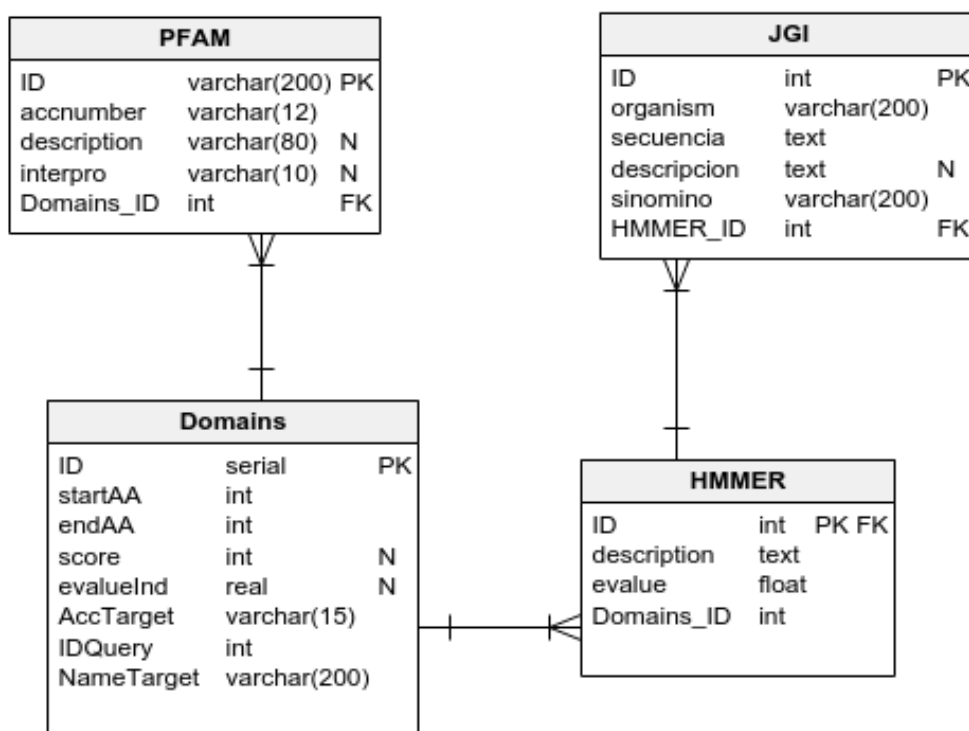 PFAM
ID varchar(200) PK
accnumber varchar(12)
description varchar(80) N
interpro varchar(10) N
Domains_ID int FK
JGI
ID int PK
organism varchar(200)
secuencia text
descripcion text N
sinomino varchar(200)
HMMER_ID int FK
Domains
ID serial PK
startAA int
endAA int
score int N
evalueInd real N
AccTarget varchar(15)
IDQuery int
NameTarget varchar(200)
HMMER
ID int PK FK
description text
evalue float
Domains_ID int